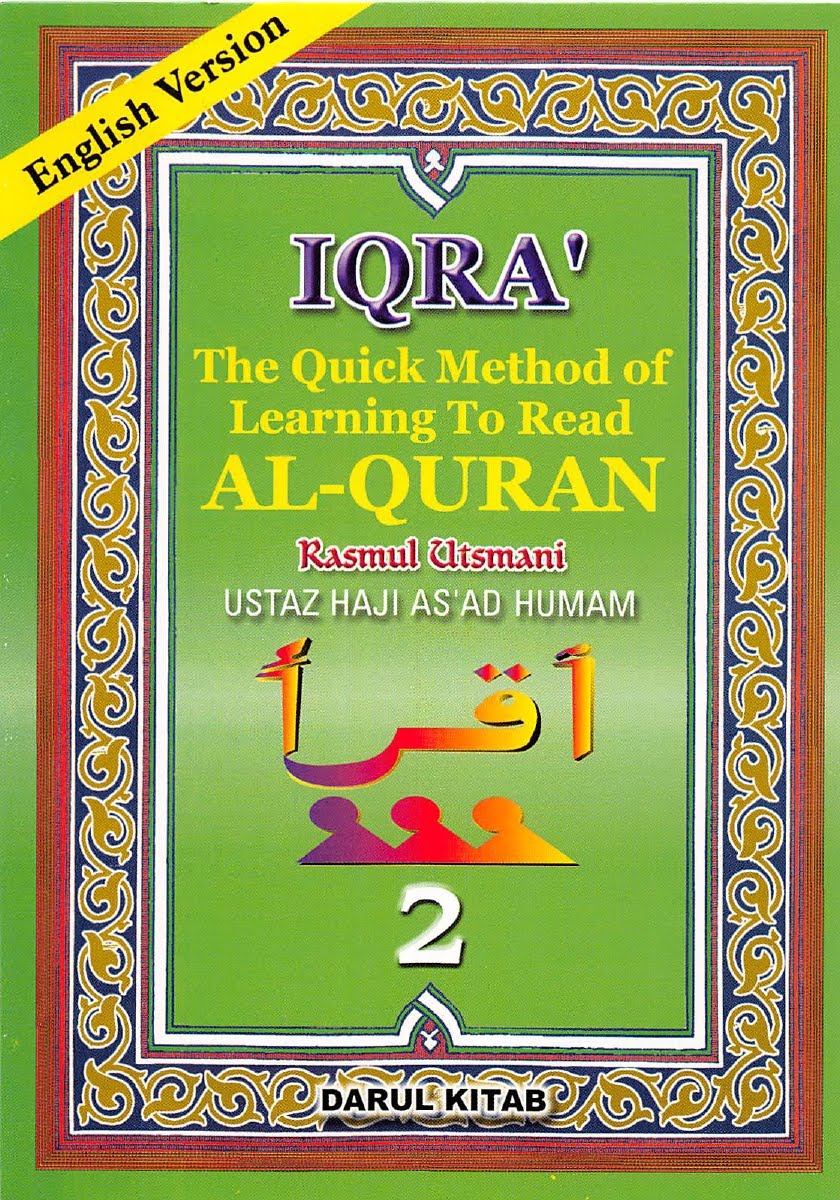 English Version
IQRA'
The Quick Method of
Learning To Read
AL-QURAN
Rasmul Utsmani
USTAZ HAJI AS'AD HUMAM
أقرأ
2
DARUL KITAB